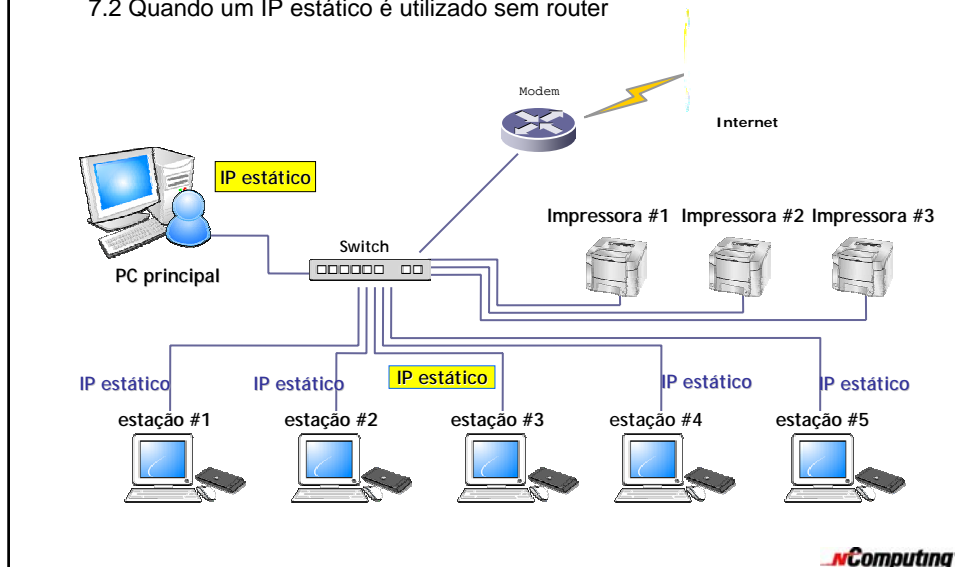 7.2 Quando um IP estático é utilizado sem router
Modem
Internet
IP estático
Impressora #1 Impressora #2 Impressora #3
Switch
PC principal
IP estático IP estático IP estático IP estático IP estático
estação #1 estação #2 estação #3 estação #4 estação #5
NComputing